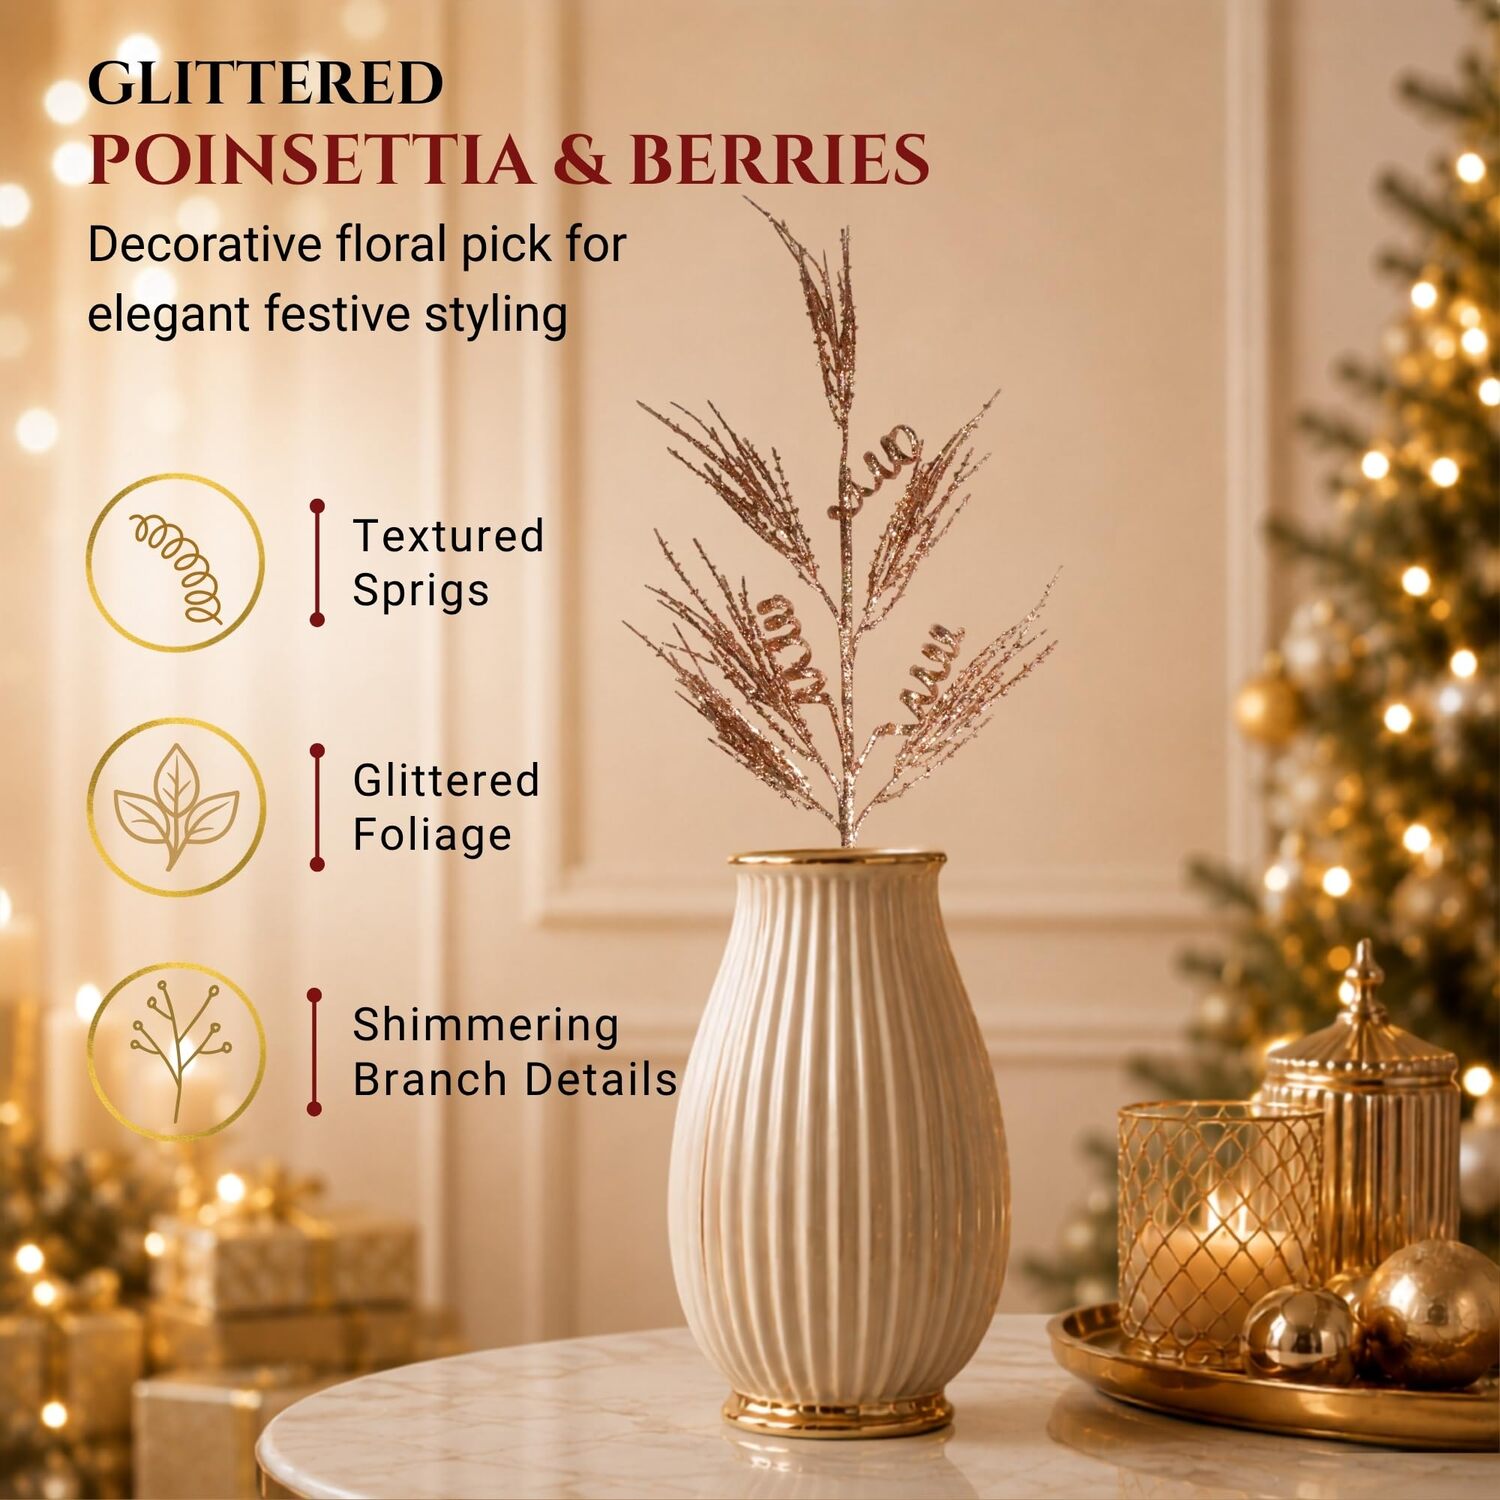 GLITTERED
POINSETTIA & BERRIES
Decorative floral pick for
elegant festive styling
Textured
Sprigs
Glittered
Foliage
Shimmering
Branch Details